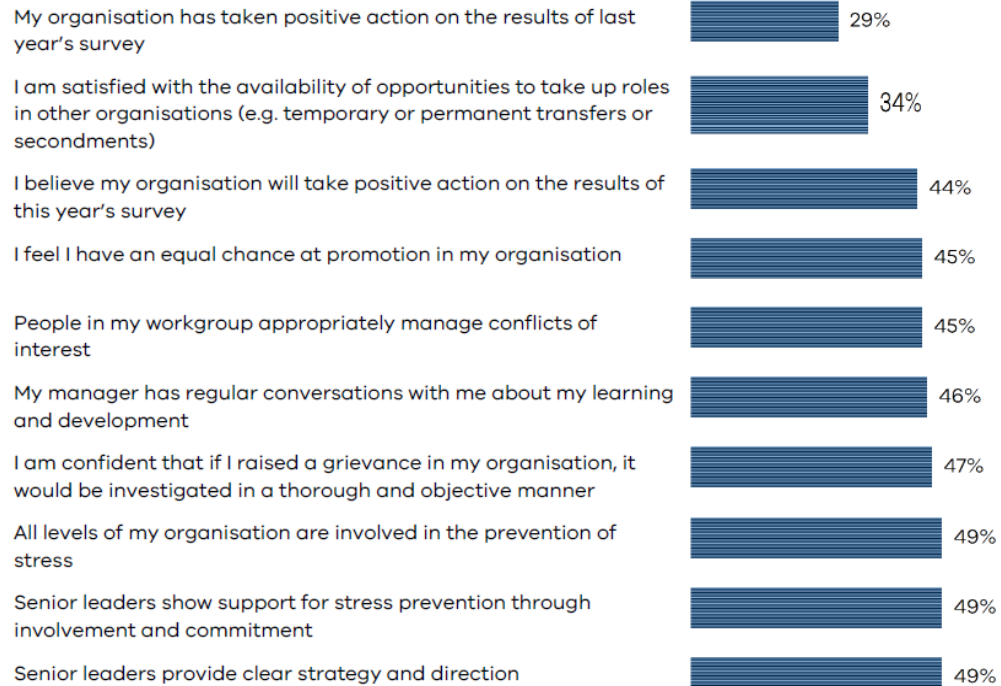 My organisation has taken positive action on the results of last
year's survey
29%
I am satisfied with the availability of opportunities to take up roles
in other organisations (e.g. temporary or permanent transfers or
secondments)
34%
I believe my organisation will take positive action on the results of
this year's survey
44%
I feel I have an equal chance at promotion in my organisation
45%
People in my workgroup appropriately manage conflicts of
interest
45%
My manager has regular conversations with me about my learning
and development
46%
I am confident that if I raised a grievance in my organisation, it
would be investigated in a thorough and objective manner
47%
All levels of my organisation are involved in the prevention of
stress
49%
Senior leaders show support for stress prevention through
involvement and commitment
49%
Senior leaders provide clear strategy and direction
49%